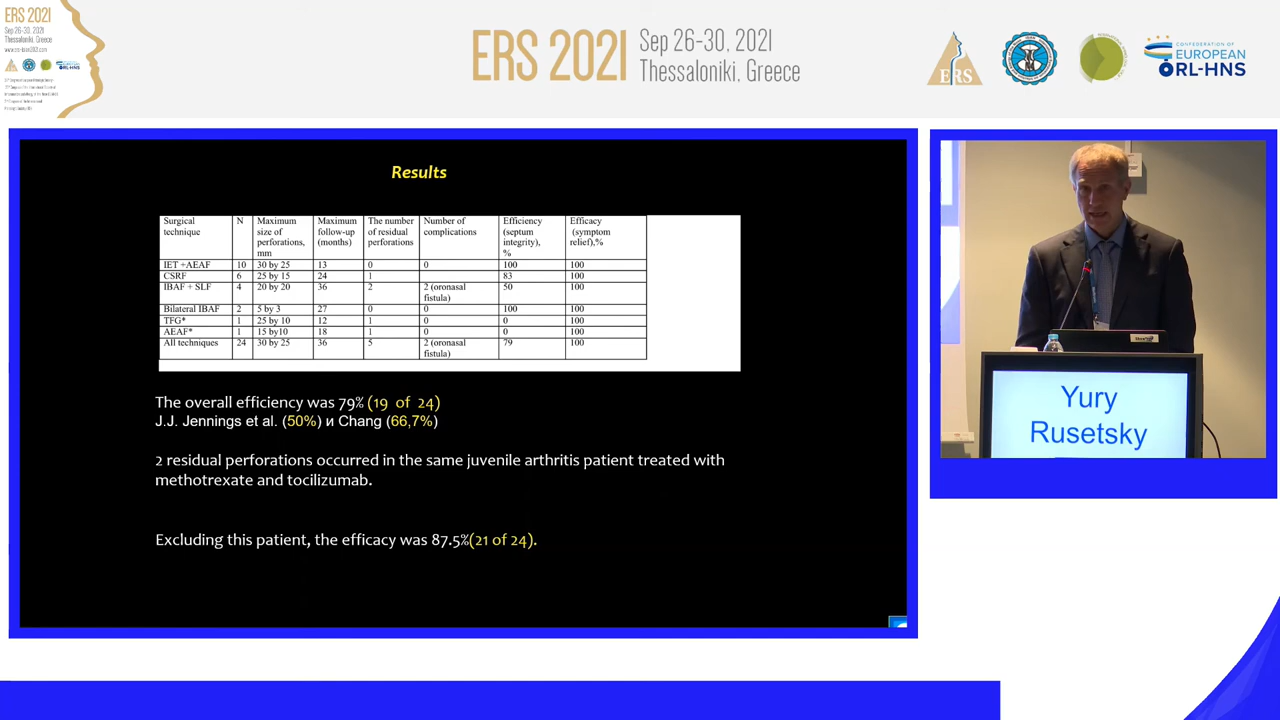 ERS 2021
Sep 26-30, 2021
Thessaloniki, Greece
www.ers-isian2021.com
ERS 2021
Sep 26-30, 2021
Thessaloniki, Greece
ERS
CONFEDERATION OF
EUROPEAN
ORL-HNS
Results
Surgical technique N Maximum size of perforations, mm Maximum follow-up (months) The number of residual perforations Number of complications Efficiency (septum integrity), % Efficacy (symptom relief),%
IET +AEAF 10 30 by 25 13 0 0 100 100
CSRF 6 25 by 15 24 1 83 100
IBAF + SLF 4 20 by 20 36 2 2 (oronasal fistula) 50 100
Bilateral IBAF 2 5 by 3 27 0 0 100 100
TFG* 1 25 by 10 12 1 0 0 100
AEAF* 1 15 by10 18 1 0 0 100
All techniques 24 30 by 25 36 5 2 (oronasal fistula) 79 100
The overall efficiency was 79% (19 of 24)
J.J. Jennings et al. (50%) и Chang (66,7%)
2 residual perforations occurred in the same juvenile arthritis patient treated with
methotrexate and tocilizumab.
Excluding this patient, the efficacy was 87.5%(21 of 24).
Yury
Rusetsky